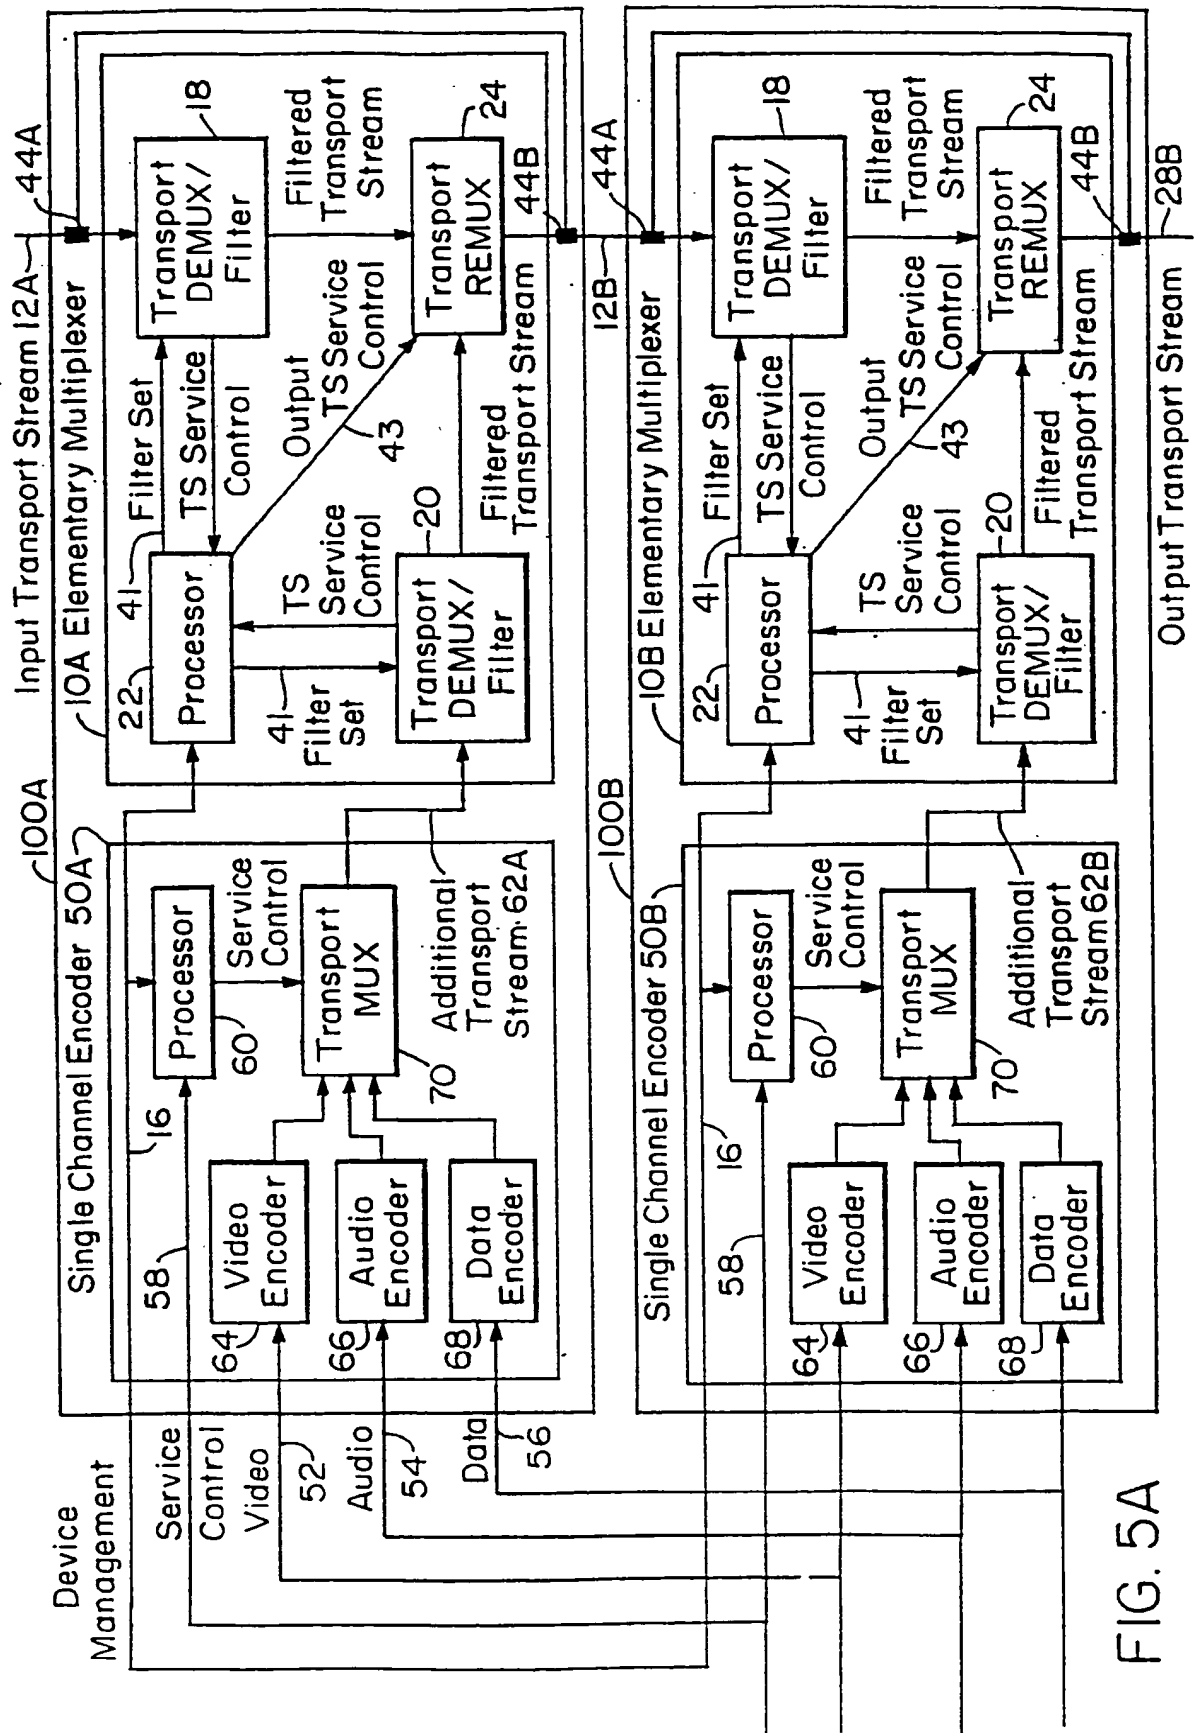 Input Transport Stream 12A
44A
100A
10A Elementary Multiplexer
22
Processor
41
Filter Set
TS Service
Control
Transport
DEMUX/
Filter
18
Filtered
Transport
Stream
Output
TS Service
Control
43
TS
Service
Control
41
Filter
Set
Transport
DEMUX/
Filter
20
Filtered
Transport Stream
Transport
REMUX
24
44B
Single Channel Encoder 50A
Device
Management
16
Service
Control
58
Processor
60
Service
Control
Transport
MUX
70
Additional
Transport
Stream 62A
Video
52
64
Video
Encoder
Audio
54
66
Audio
Encoder
Data
56
68
Data
Encoder
12B
44A
100B
10B Elementary Multiplexer
22
Processor
41
Filter Set
TS Service
Control
Transport
DEMUX/
Filter
18
Filtered
Transport
Stream
Output
TS Service
Control
43
TS
Service
Control
41
Filter
Set
Transport
DEMUX/
Filter
20
Filtered
Transport Stream
Transport
REMUX
24
44B
28B
Output Transport Stream
Single Channel Encoder 50B
16
58
Processor
60
Service
Control
Transport
MUX
70
Additional
Transport
Stream 62B
64
Video
Encoder
66
Audio
Encoder
68
Data
Encoder
FIG. 5A